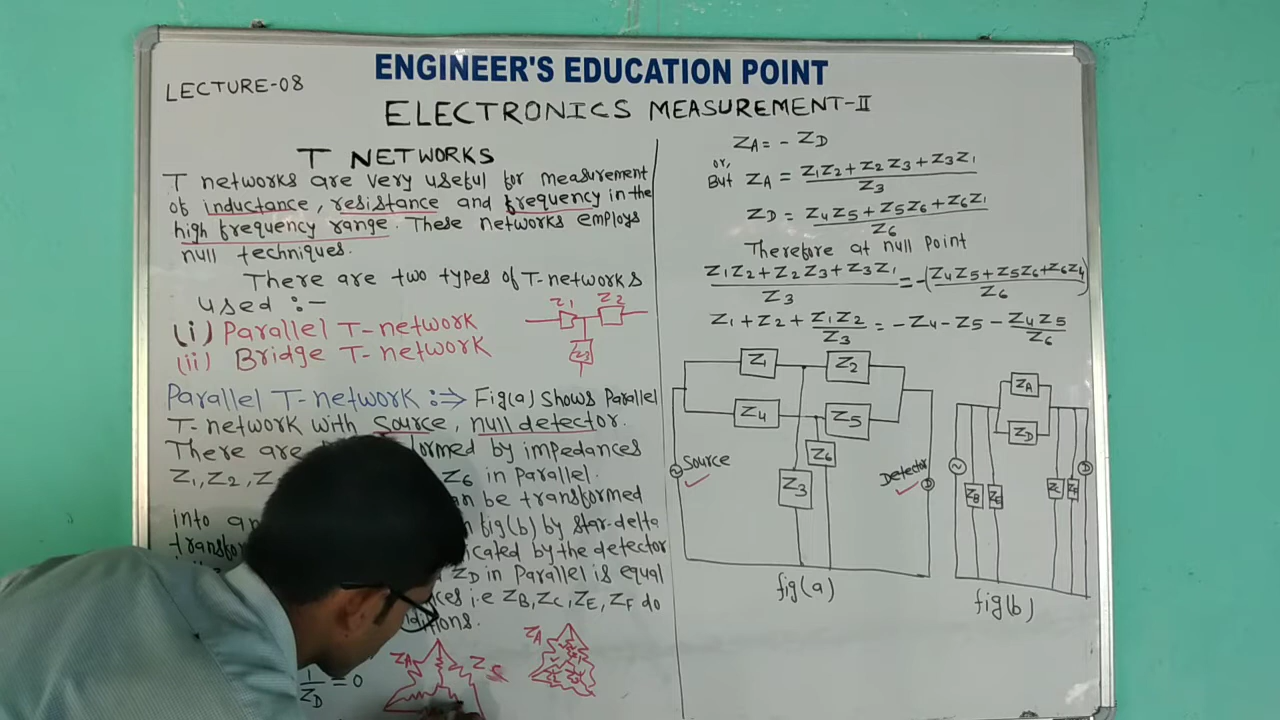 ENGINEER'S EDUCATION POINT
LECTURE-08
ELECTRONICS MEASUREMENT-II
T NETWORKS
T networks are very useful for measurement
of inductance, resistance and frequency in the
high frequency range. These networks employs
null techniques.
There are two types of T-networks
used :-
(i) Parallel T-network
(ii) Bridge T-network
Z1 Z2
Z3
Parallel T-network :⇒ Fig(a) shows Parallel
T-network with source, null detector.
There are formed by impedances
Z1, Z2, Z6 in Parallel.
can be transformed
into an fig(b) by star-delta
by the detector
ZD in Parallel is equal
i.e ZB, ZC, ZE, ZF do
1/ZD = 0
ZA
ZA
ZA = - ZD
or,
But ZA = (Z1Z2 + Z2Z3 + Z3Z1)/Z3
ZD = (Z4Z5 + Z5Z6 + Z6Z1)/Z6
Therefore at null Point
(Z1Z2 + Z2Z3 + Z3Z1)/Z3 = -(Z4Z5 + Z5Z6 + Z6Z4)/Z6
Z1 + Z2 + Z1Z2/Z3 = - Z4 - Z5 - Z4Z5/Z6
Z1 Z2
Z4 Z5
Z6
Z3
Source
Detector
D
fig(a)
ZA
ZD
D
ZB ZE ZC ZF
fig(b)